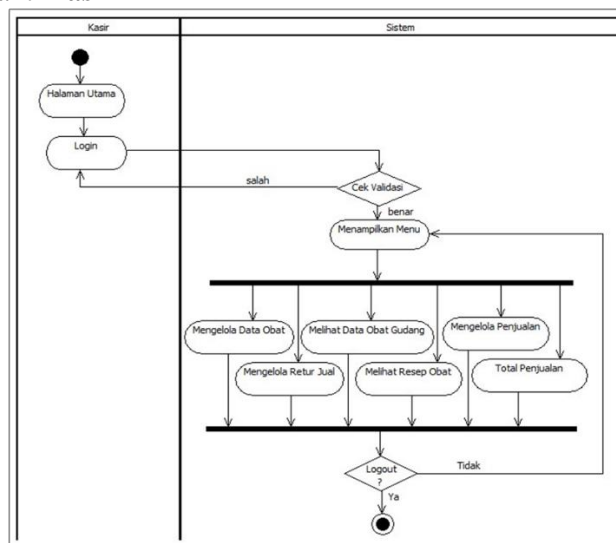 Kasir
Sistem
Halaman Utama
Login
salah
Cek Validasi
benar
Menampilkan Menu
Mengelola Data Obat
Melihat Data Obat Gudang
Mengelola Penjualan
Mengelola Retur Jual
Melihat Resep Obat
Total Penjualan
Logout
?
Tidak
Ya